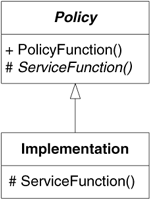 Policy
+ PolicyFunction()
# ServiceFunction()
Implementation
# ServiceFunction()